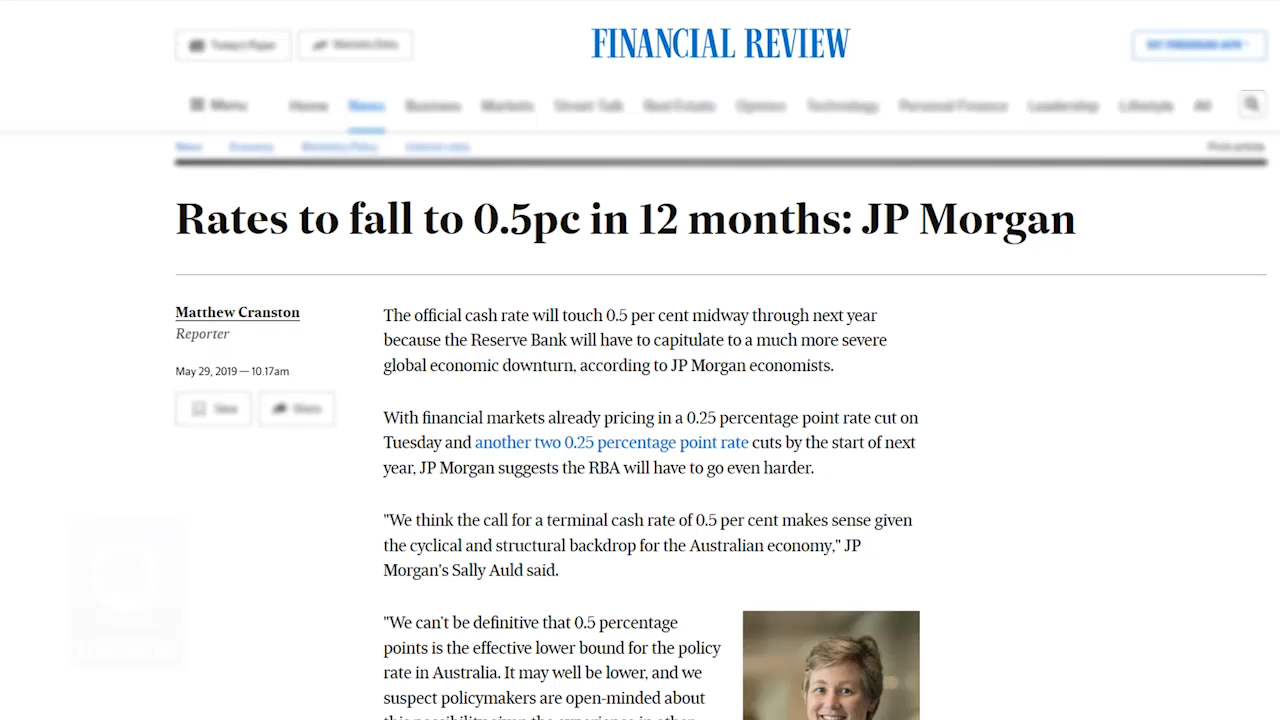 FINANCIAL REVIEW
Menu Home News Business Markets Street Talk Real Estate Opinion Technology Personal Finance Leadership Lifestyle All
Rates to fall to 0.5pc in 12 months: JP Morgan
Matthew Cranston
Reporter
May 29, 2019 — 10.17am
Save Share
The official cash rate will touch 0.5 per cent midway through next year
because the Reserve Bank will have to capitulate to a much more severe
global economic downturn, according to JP Morgan economists.
With financial markets already pricing in a 0.25 percentage point rate cut on
Tuesday and another two 0.25 percentage point rate cuts by the start of next
year, JP Morgan suggests the RBA will have to go even harder.
"We think the call for a terminal cash rate of 0.5 per cent makes sense given
the cyclical and structural backdrop for the Australian economy," JP
Morgan's Sally Auld said.
"We can't be definitive that 0.5 percentage
points is the effective lower bound for the policy
rate in Australia. It may well be lower, and we
suspect policymakers are open-minded about